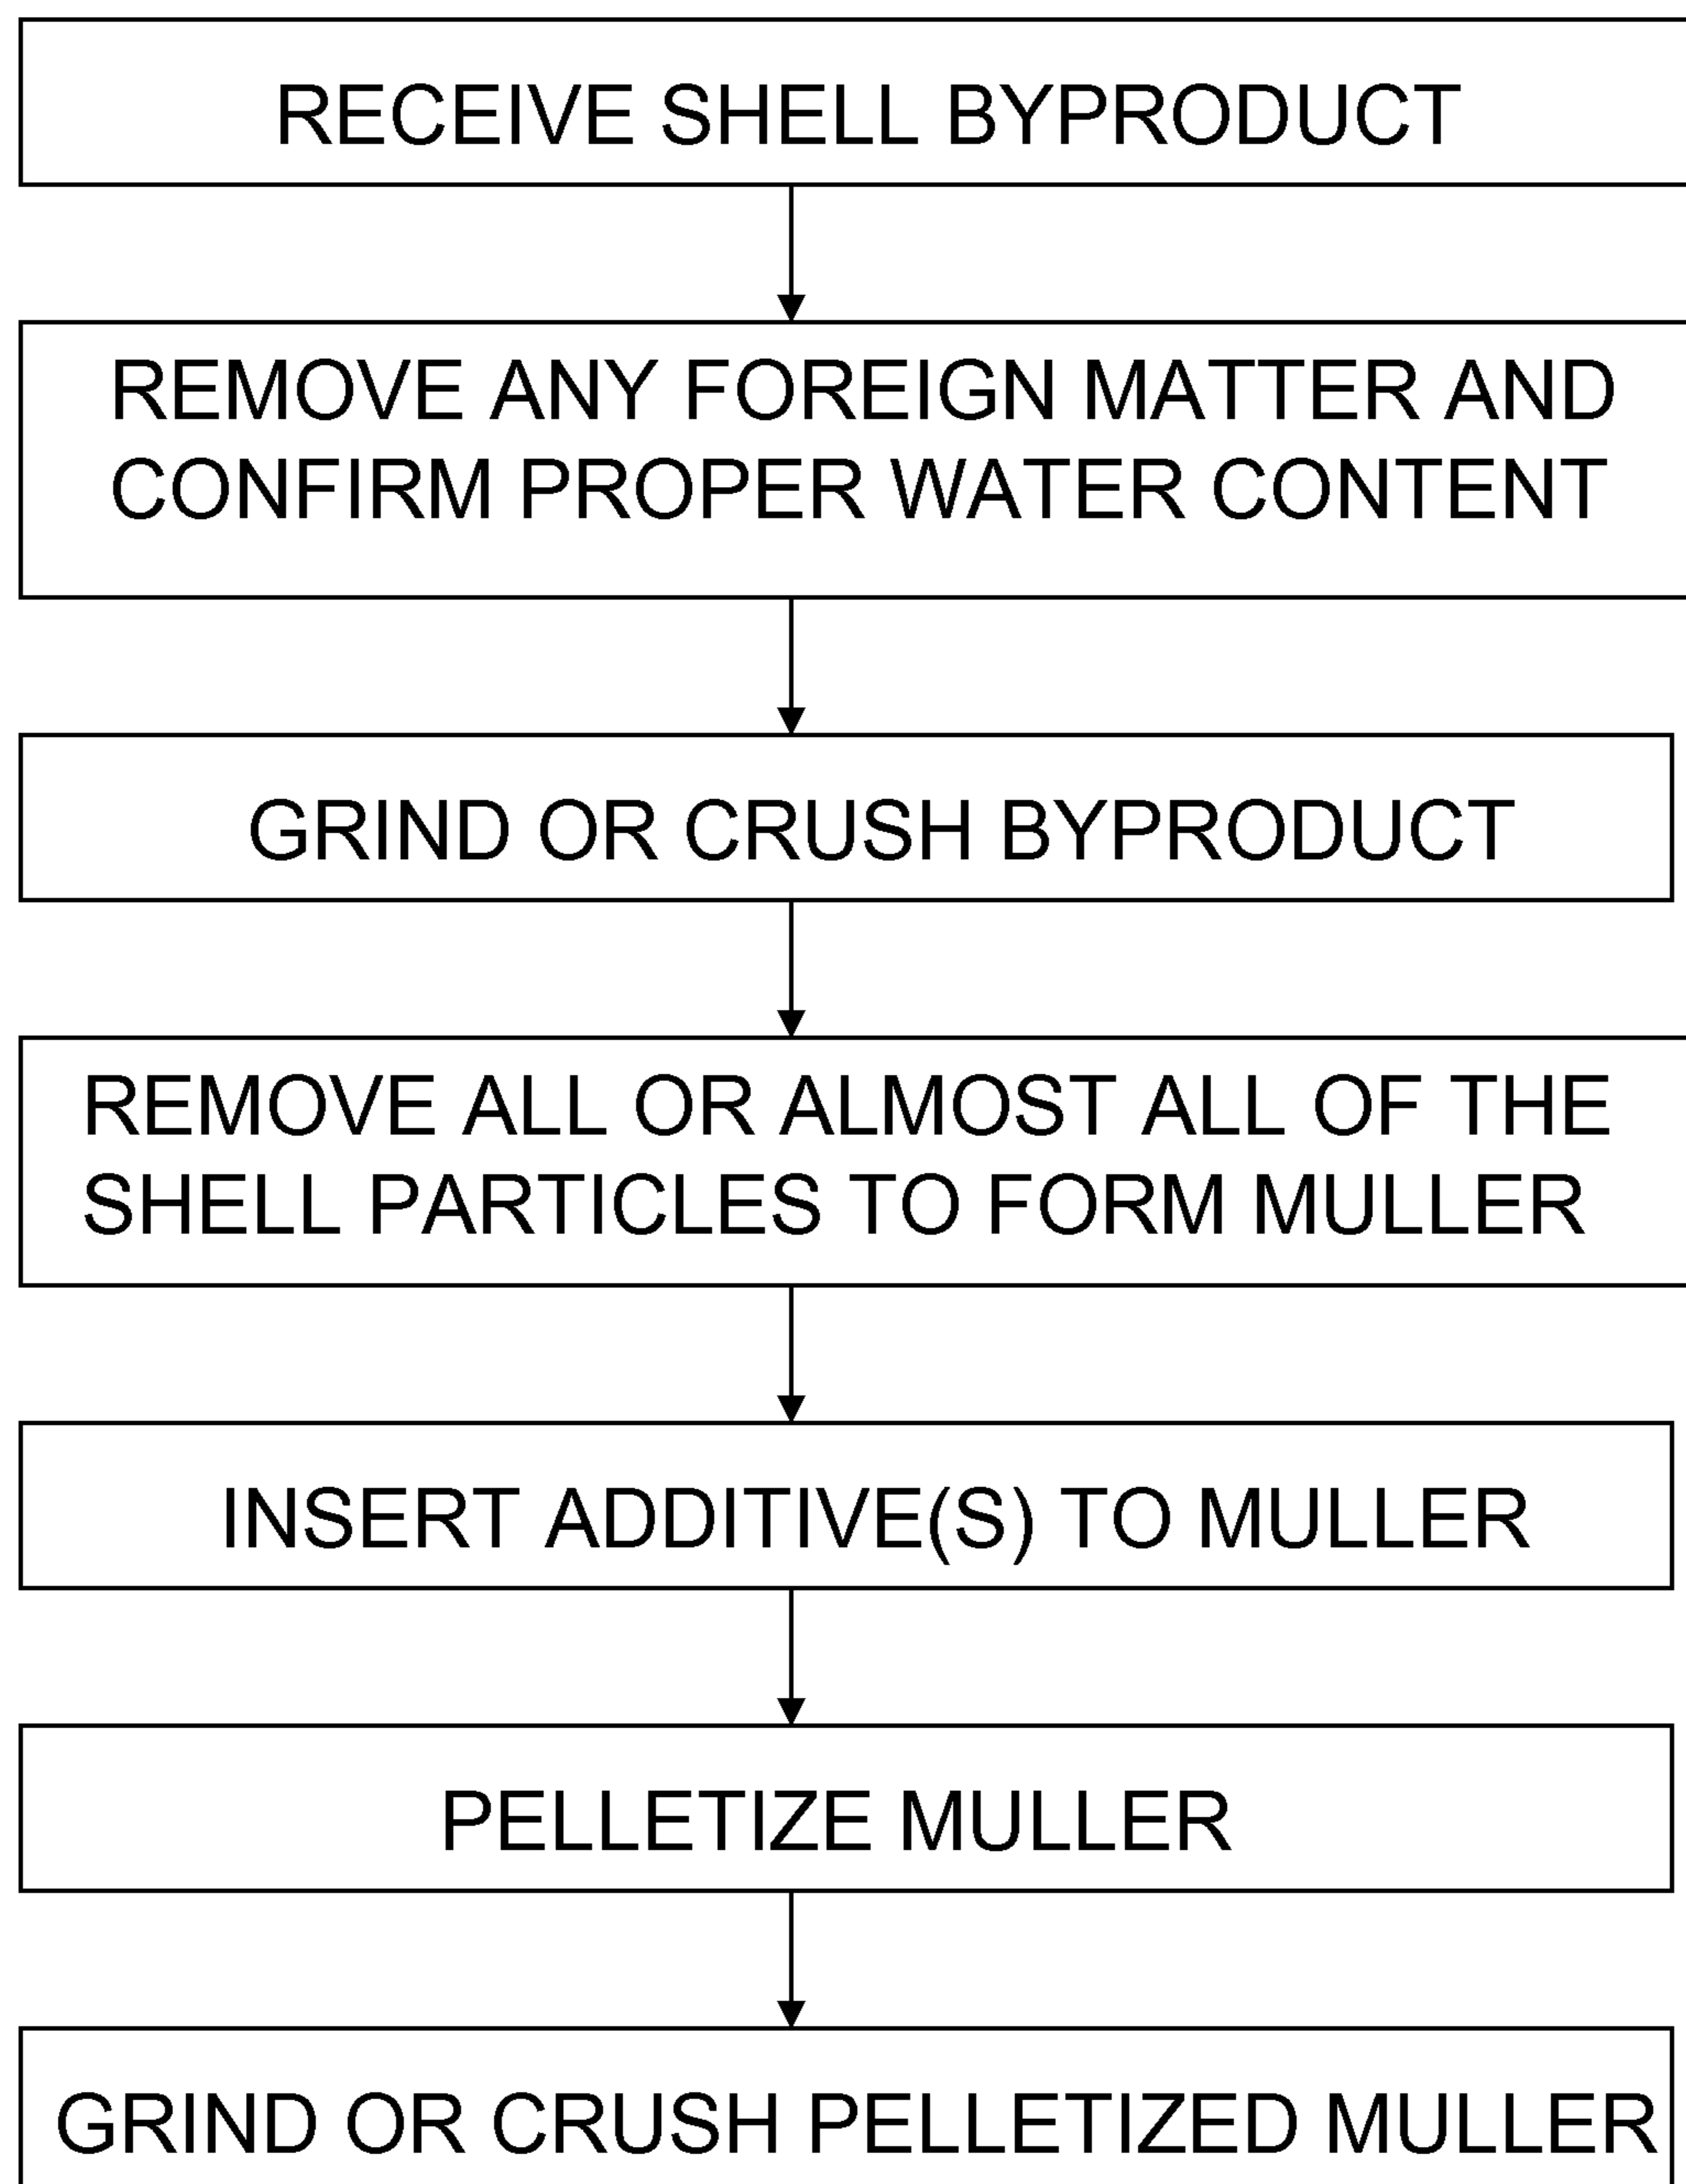 RECEIVE SHELL BYPRODUCT
REMOVE ANY FOREIGN MATTER AND
CONFIRM PROPER WATER CONTENT
GRIND OR CRUSH BYPRODUCT
REMOVE ALL OR ALMOST ALL OF THE
SHELL PARTICLES TO FORM MULLER
INSERT ADDITIVE(S) TO MULLER
PELLETIZE MULLER
GRIND OR CRUSH PELLETIZED MULLER